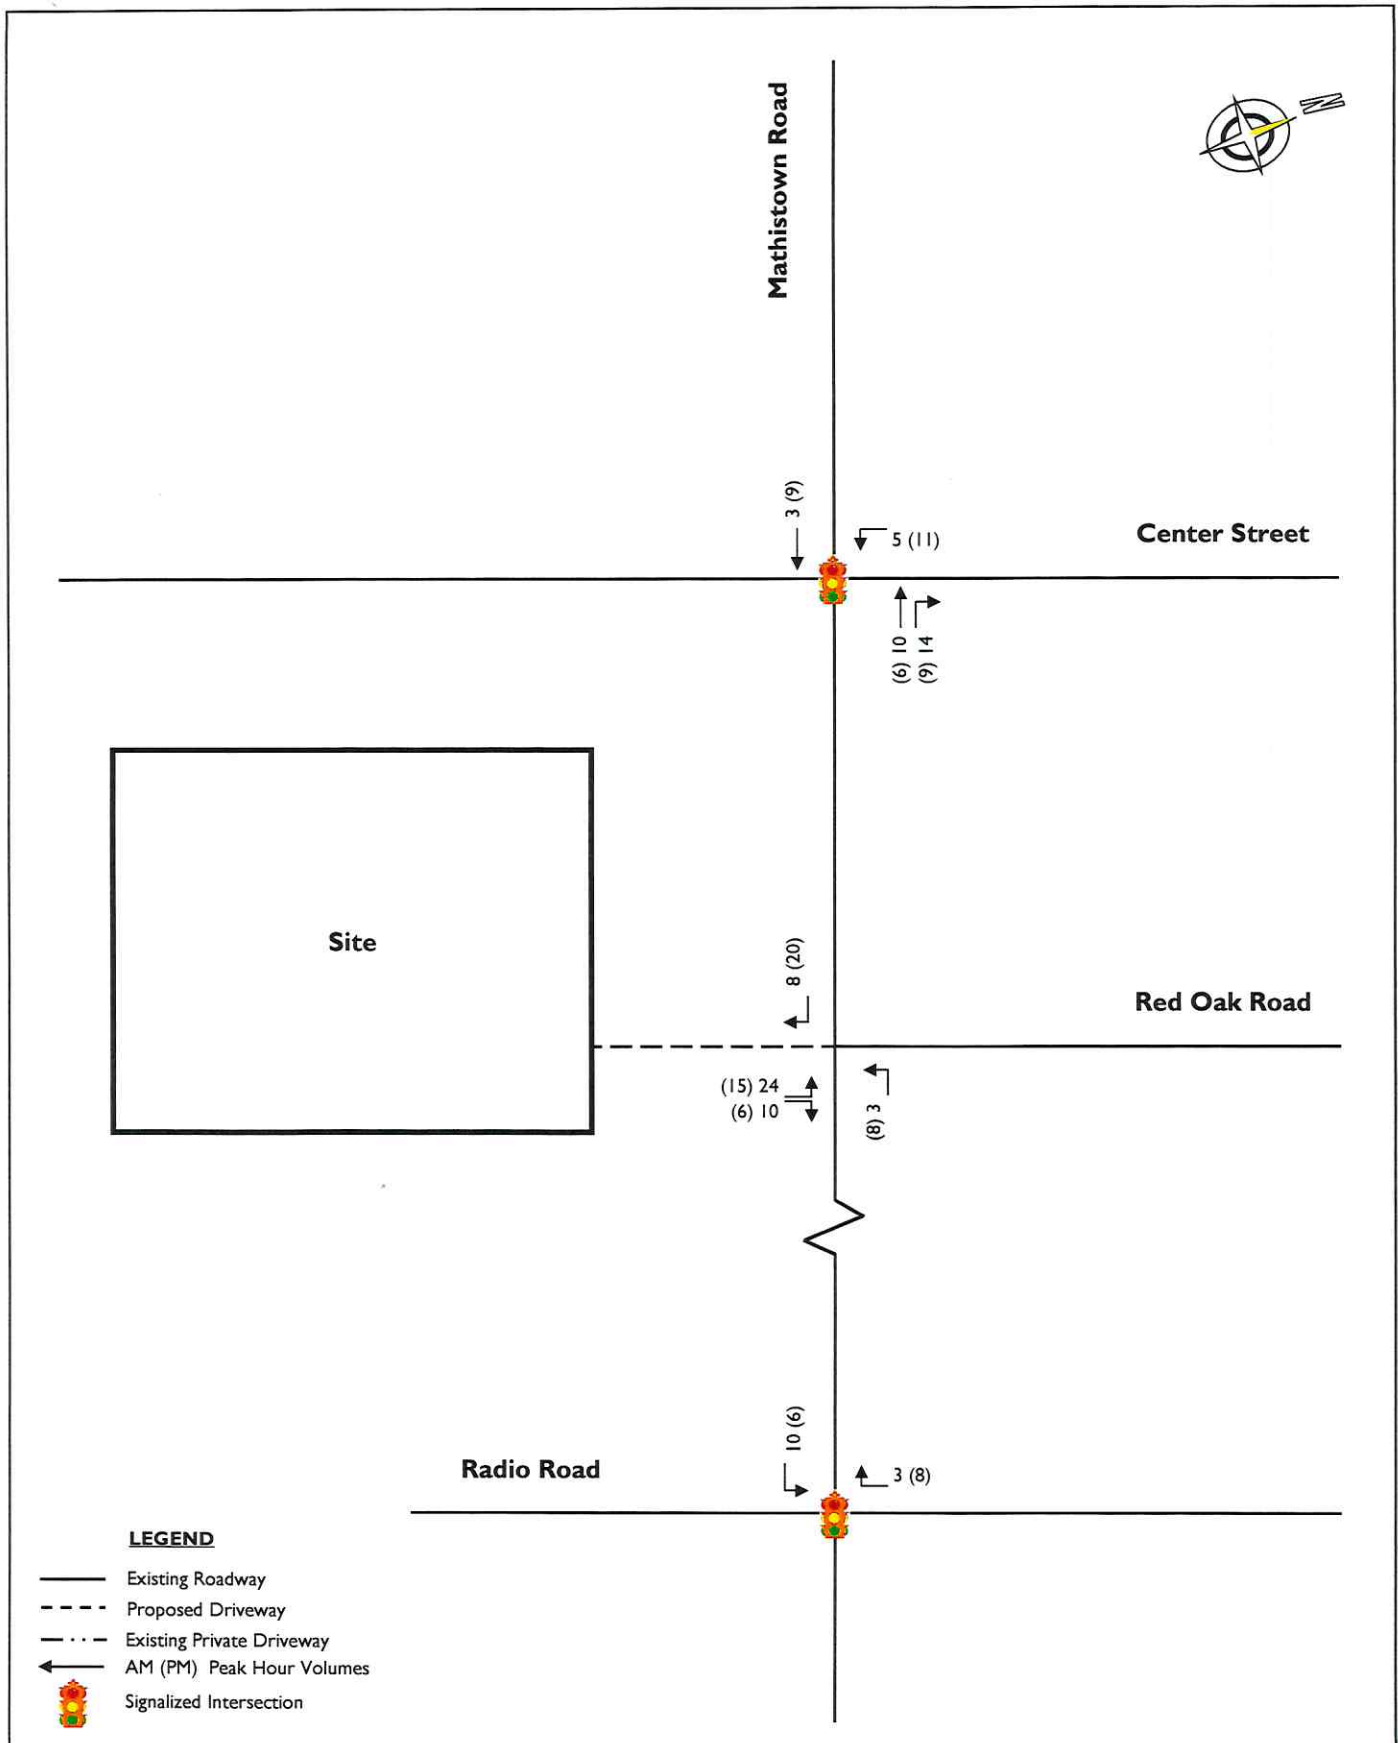 Mathistown Road
N
3 (9)
5 (11)
Center Street
(6) 10
(9) 14
Site
8 (20)
Red Oak Road
(15) 24
(6) 10
(8) 3
10 (6)
Radio Road
3 (8)
LEGEND
Existing Roadway
Proposed Driveway
Existing Private Driveway
AM (PM) Peak Hour Volumes
Signalized Intersection